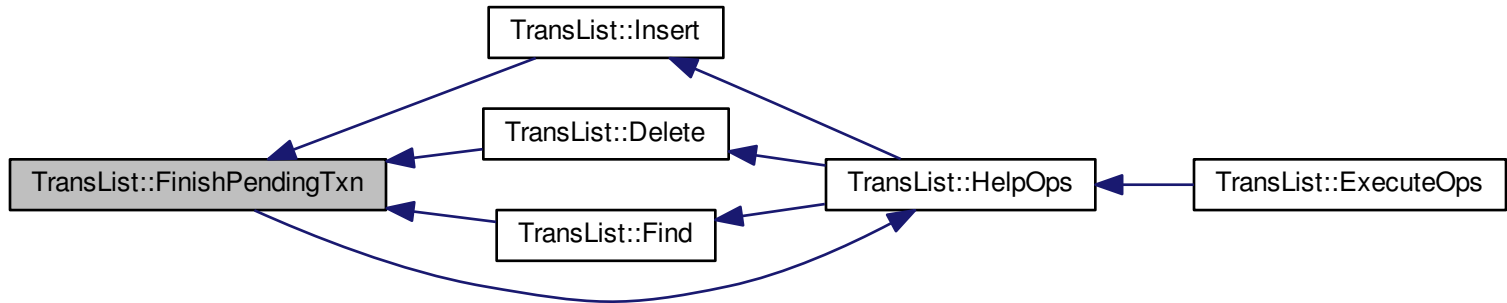 TransList::Insert
TransList::Delete
TransList::FinishPendingTxn
TransList::HelpOps
TransList::ExecuteOps
TransList::Find